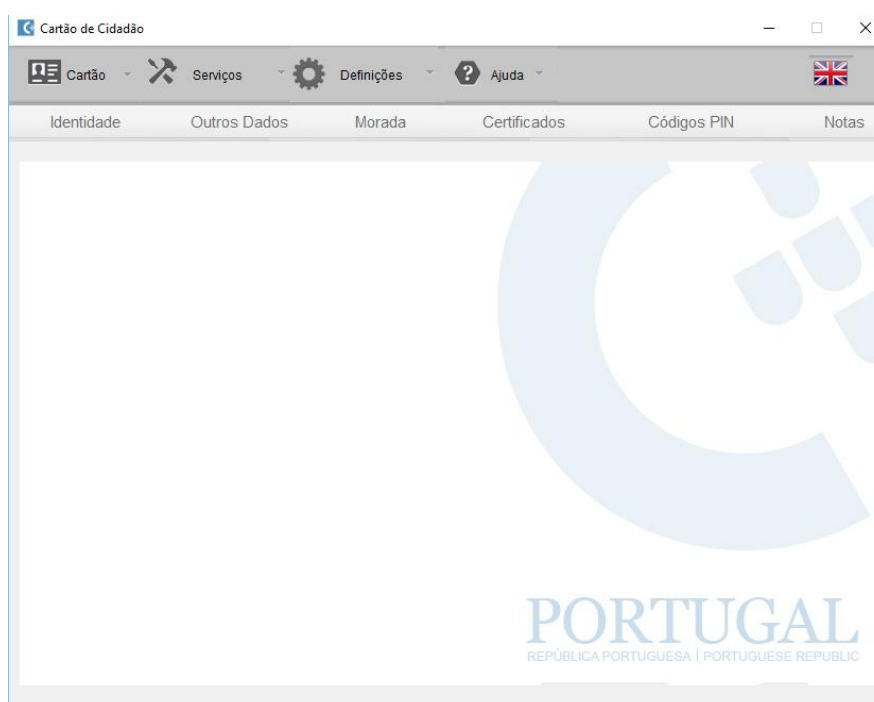 Cartão de Cidadão
Cartão Serviços Definições Ajuda
Identidade Outros Dados Morada Certificados Códigos PIN Notas
PORTUGAL
REPÚBLICA PORTUGUESA | PORTUGUESE REPUBLIC